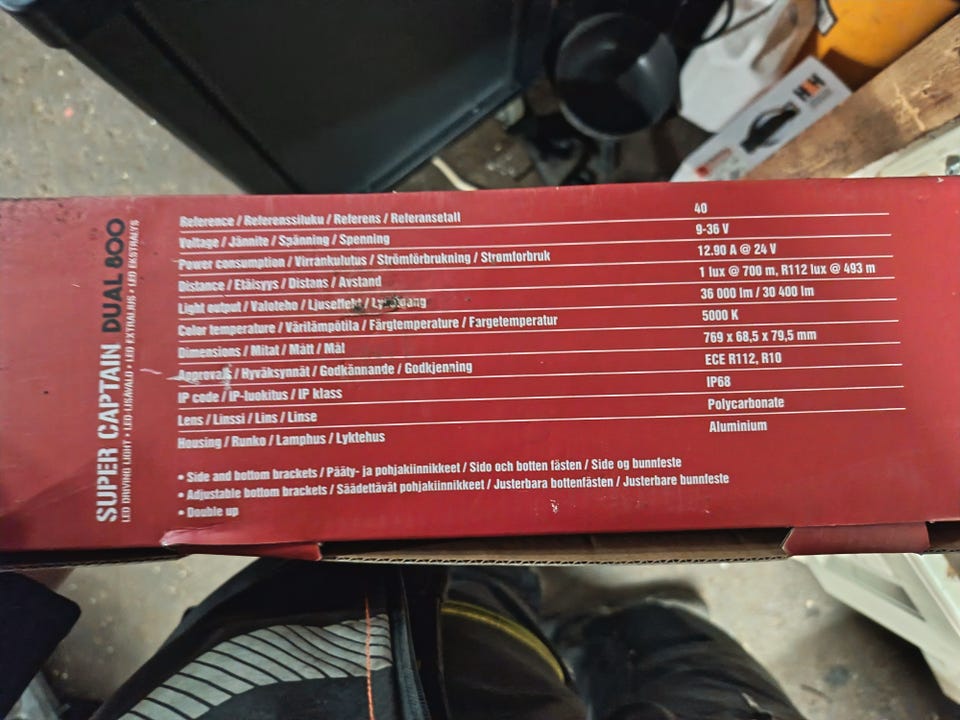 SUPER CAPTAIN DUAL 800
LED DRIVING LIGHT • LED LISÄVALO • LED EXTRALJUS • LED EKSTRALYS
Reference / Referenssiluku / Referens / Referansetall 40
Voltage / Jännite / Spänning / Spenning 9-36 V
Power consumption / Virrankulutus / Strömförbrukning / Strømforbruk 12.90 A @ 24 V
Distance / Etäisyys / Distans / Avstand 1 lux @ 700 m, R112 lux @ 493 m
Light output / Valoteho / Ljuseffekt / 36 000 lm / 30 400 lm
Color temperature / Värilämpötila / Färgtemperature / Fargetemperatur 5000 K
Dimensions / Mitat / Mått / Mål 769 x 68,5 x 79,5 mm
Approvals / Hyväksynnät / Godkännande / Godkjenning ECE R112, R10
IP code / IP-luokitus / IP klass IP68
Lens / Linssi / Lins / Linse Polycarbonate
Housing / Runko / Lamphus / Lyktehus Aluminium
• Side and bottom brackets / Pääty- ja pohjakiinnikkeet / Sido och botten fästen / Side og bunnfeste
• Adjustable bottom brackets / Säädettävät pohjakiinnikkeet / Justerbara bottenfästen / Justerbare bunnfeste
• Double up